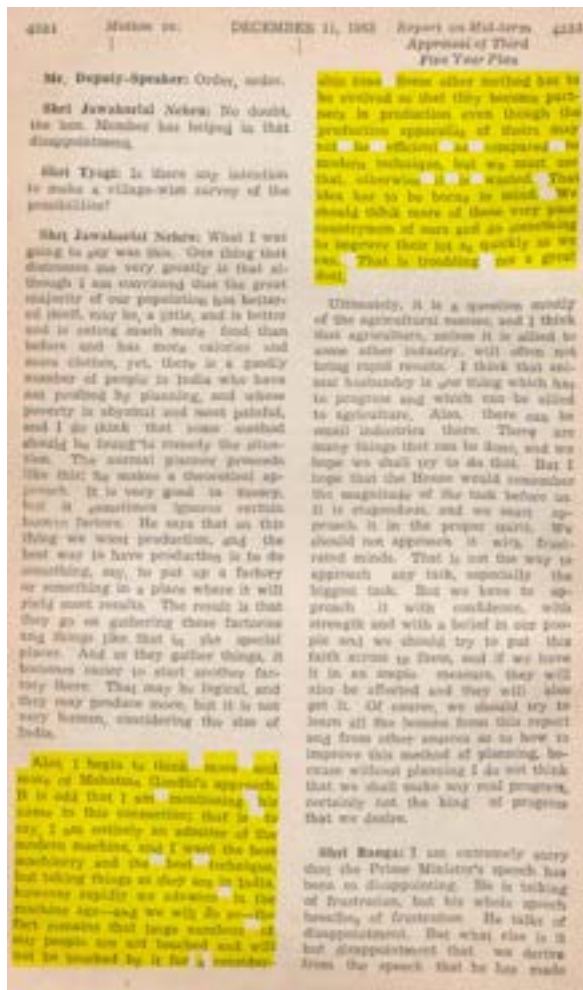 4551 Motion re: DECEMBER 11, 1963 Report on Mid-term
Appraisal of Third
Five Year Plan
Mr. Deputy-Speaker: Order, order.
Shri Jawaharlal Nehru: No doubt,
the hon. Member has helped in that
disappointment.
Shri Tyagi: Is there any intention
to make a village-wise survey of the
possibilities?
Shri Jawaharlal Nehru: What I was
going to say was this. One thing that
distresses me very greatly is that al-
though I am convinced that the great
majority of our population has better-
ed itself, may be, a little, and is better
and is eating much more food than
before and has more calories and
more clothes, yet, there is a goodly
number of people in India who have
not profited by planning, and whose
poverty is abysmal and most painful,
and I do think that some method
should be found to remedy the situa-
tion. The normal planner proceeds
like this: he makes a theoretical ap-
proach. It is very good in theory,
but it sometimes ignores certain
human factors. He says that as this
thing we want production, and the
best way to have production is to do
something, say, to put up a factory
or something in a place where it will
yield most results. The result is that
they go on gathering these factories
and things like that in the special
places. And as they gather things, it
becomes easier to start another fac-
tory there. That may be logical, and
they may produce more, but it is not
very human, considering the size of
India.
Also, I begin to think more and
more of Mahatma Gandhi's approach.
It is odd that I am mentioning his
name in this connection; that is to
say, I am entirely an admirer of the
modern machine, and I want the best
machinery and the best technique,
but taking things as they are in India,
however rapidly we advance in the
machine age—and we will do so—the
fact remains that large numbers of
our people are not touched and will
not be touched by it for a consider-
able time. Some other method has to
be evolved so that they become part-
ners in production even though the
production apparatus of theirs may
not be efficient as compared to
modern technique, but we must use
that, otherwise it is wasted. That
idea has to be borne in mind. We
should think more of these very poor
countrymen of ours and do something
to improve their lot as quickly as we
can. That is troubling me a great
deal.
Ultimately, it is a question mostly
of the agricultural masses, and I think
that agriculture, unless it is allied to
some other industry, will often not
bring rapid results. I think that ani-
mal husbandry is one thing which has
to progress and which can be allied
to agriculture. Also, there can be
small industries there. There are
many things that can be done, and we
hope we shall try to do that. But I
hope that the House would remember
the magnitude of the task before us
It is stupendous, and we must ap-
proach it in the proper spirit. We
should not approach it with frust-
rated minds. That is not the way to
approach any task, especially the
biggest task. But we have to ap-
proach it with confidence, with
strength and with a belief in our peo-
ple and we should try to put this
faith across to them, and if we have
it in an ample measure, they will
also be affected and they will also
get it. Of course, we should try to
learn all the lessons from this report
and from other sources as to how to
improve this method of planning, be-
cause without planning I do not think
that we shall make any real progress,
certainly not the king of progress
that we desire.
Shri Ranga: I am extremely sorry
that the Prime Minister's speech has
been so disappointing. He is talking
of frustration, but his whole speech
of frustration. He talks of
disappointment. But what else is it
but disappointment that we derive
from the speech that he has made